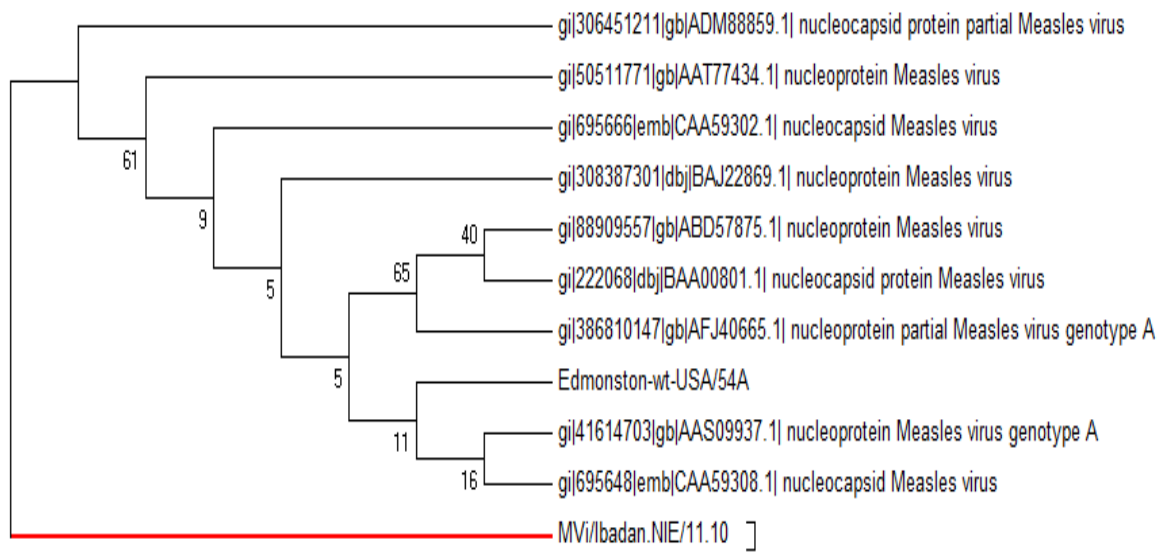 gi|306451211|gb|ADM88859.1| nucleocapsid protein partial Measles virus
gi|50511771|gb|AAT77434.1| nucleoprotein Measles virus
61
gi|695666|emb|CAA59302.1| nucleocapsid Measles virus
gi|308387301|dbj|BAJ22869.1| nucleoprotein Measles virus
9
gi|88909557|gb|ABD57875.1| nucleoprotein Measles virus
40
65
gi|222068|dbj|BAA00801.1| nucleocapsid protein Measles virus
5
gi|386810147|gb|AFJ40665.1| nucleoprotein partial Measles virus genotype A
5
Edmonston-wt-USA/54A
11
gi|41614703|gb|AAS09937.1| nucleoprotein Measles virus genotype A
16
gi|695648|emb|CAA59308.1| nucleocapsid Measles virus
MVi/Ibadan.NIE/11.10